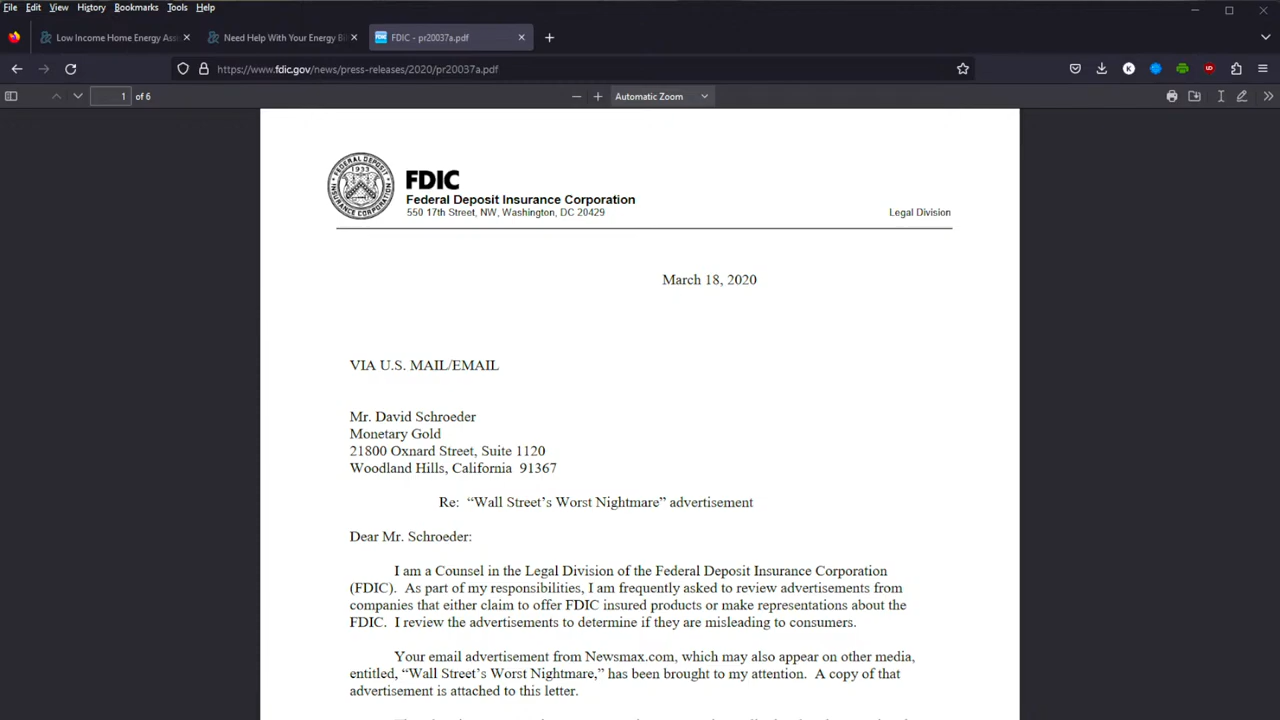 File Edit View History Bookmarks Tools Help
Low Income Home Energy Ass
Need Help With Your Energy Bi
FDIC - pr20037a.pdf
https://www.fdic.gov/news/press-releases/2020/pr20037a.pdf
1 of 6
Automatic Zoom
FEDERAL DEPOSIT INSURANCE CORPORATION
1933
FDIC
Federal Deposit Insurance Corporation
550 17th Street, NW, Washington, DC 20429 Legal Division
March 18, 2020
VIA U.S. MAIL/EMAIL
Mr. David Schroeder
Monetary Gold
21800 Oxnard Street, Suite 1120
Woodland Hills, California 91367
Re: “Wall Street’s Worst Nightmare” advertisement
Dear Mr. Schroeder:
I am a Counsel in the Legal Division of the Federal Deposit Insurance Corporation
(FDIC). As part of my responsibilities, I am frequently asked to review advertisements from
companies that either claim to offer FDIC insured products or make representations about the
FDIC. I review the advertisements to determine if they are misleading to consumers.
Your email advertisement from Newsmax.com, which may also appear on other media,
entitled, “Wall Street’s Worst Nightmare,” has been brought to my attention. A copy of that
advertisement is attached to this letter.